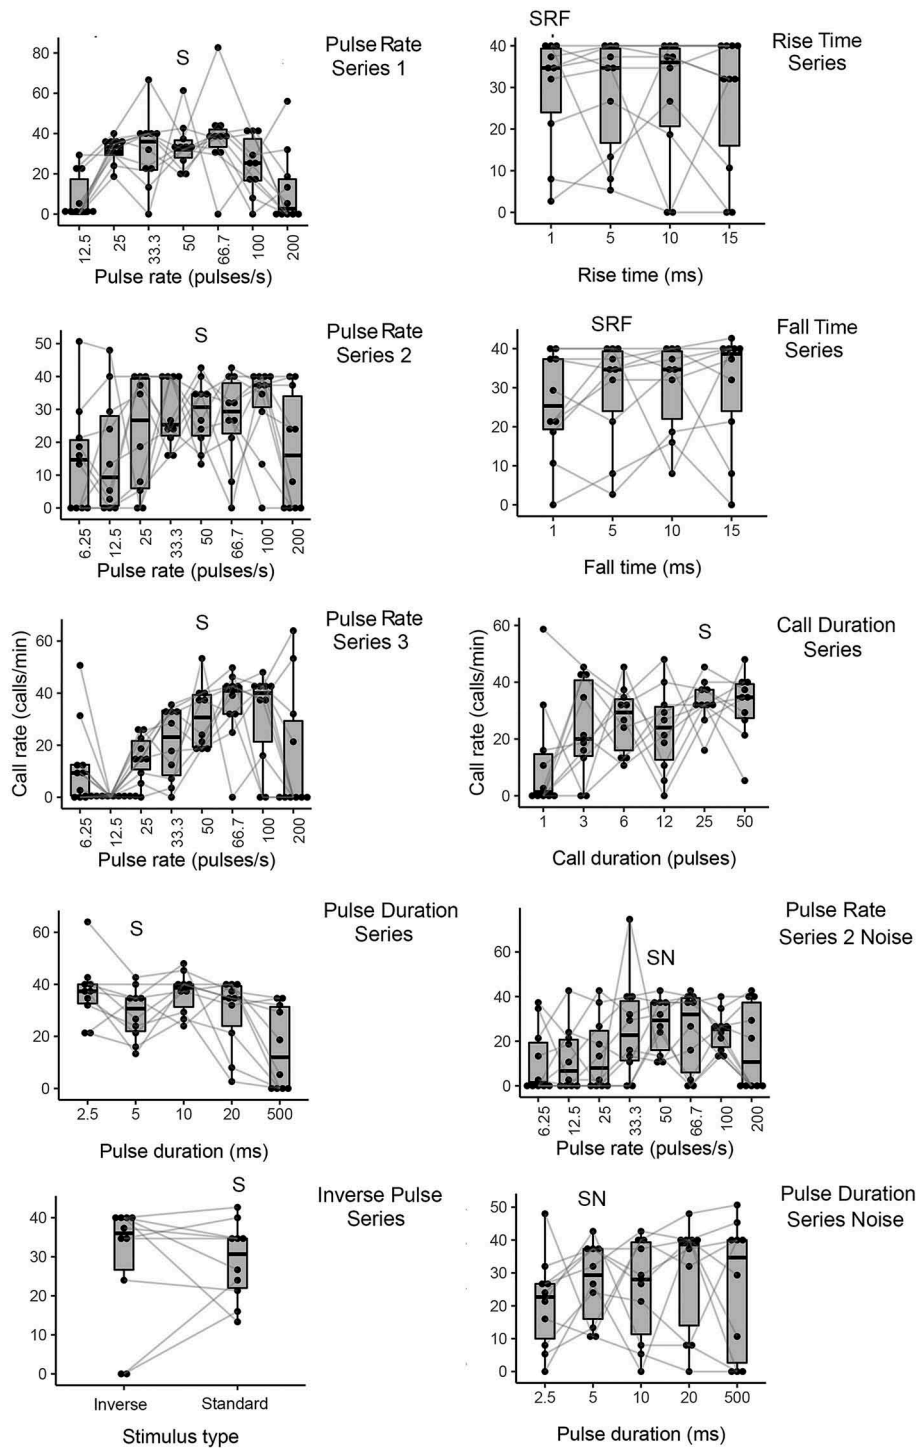 Pulse Rate
Series 1
S
80
60
40
20
0
12.5
25
33.3
50
66.7
100
200
Pulse rate (pulses/s)
SRF
Rise Time
Series
40
30
20
10
0
1
5
10
15
Rise time (ms)
Pulse Rate
Series 2
S
50
40
30
20
10
0
6.25
12.5
25
33.3
50
66.7
100
200
Pulse rate (pulses/s)
SRF
Fall Time
Series
40
30
20
10
0
1
5
10
15
Fall time (ms)
Pulse Rate
Series 3
S
Call rate (calls/min)
60
40
20
0
6.25
12.5
25
33.3
50
66.7
100
200
Pulse rate (pulses/s)
Call Duration
Series
S
Call rate (calls/min)
60
40
20
0
1
3
6
12
25
50
Call duration (pulses)
Pulse Duration
Series
S
60
40
20
0
2.5
5
10
20
500
Pulse duration (ms)
Pulse Rate
Series 2 Noise
SN
60
40
20
0
6.25
12.5
25
33.3
50
66.7
100
200
Pulse rate (pulses/s)
S
Inverse Pulse
Series
40
30
20
10
0
Inverse
Standard
Stimulus type
Pulse Duration
Series Noise
SN
50
40
30
20
10
0
2.5
5
10
20
500
Pulse duration (ms)